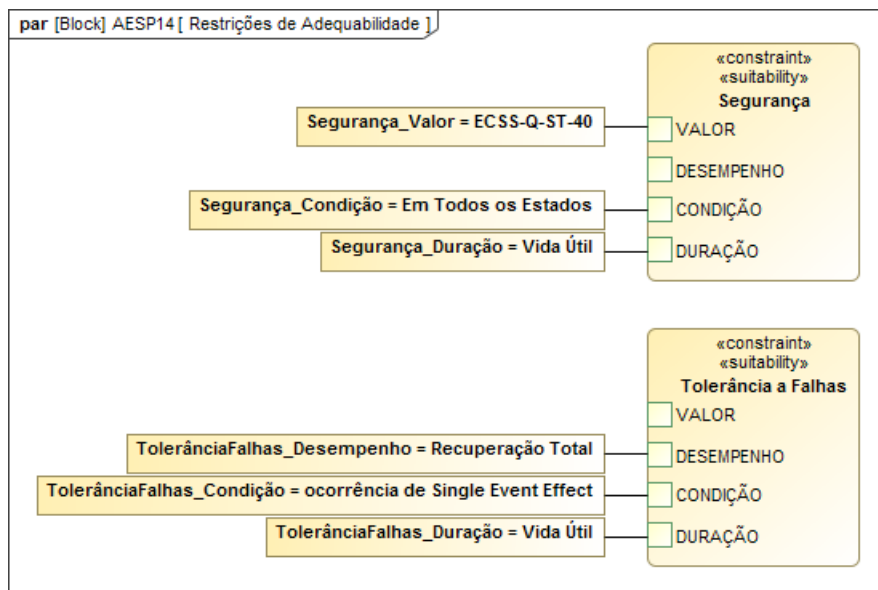 par [Block] AESP14 [ Restrições de Adequabilidade ]
«constraint»
«suitability»
Segurança
Segurança_Valor = ECSS-Q-ST-40
VALOR
DESEMPENHO
Segurança_Condição = Em Todos os Estados
CONDIÇÃO
Segurança_Duração = Vida Útil
DURAÇÃO
«constraint»
«suitability»
Tolerância a Falhas
VALOR
TolerânciaFalhas_Desempenho = Recuperação Total
DESEMPENHO
TolerânciaFalhas_Condição = ocorrência de Single Event Effect
CONDIÇÃO
TolerânciaFalhas_Duração = Vida Útil
DURAÇÃO